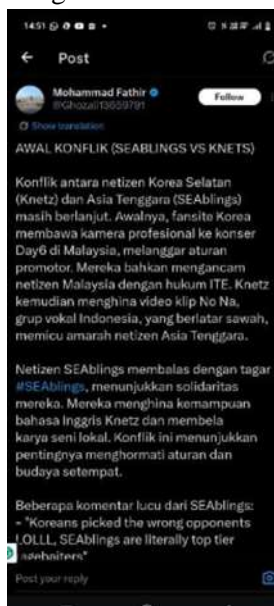 14:51
Post
Mohammad Fathir
@Ghozali13659791
Follow
Show translation
AWAL KONFLIK (SEABLINGS VS KNETS)
Konflik antara netizen Korea Selatan
(Knetz) dan Asia Tenggara (SEAblings)
masih berlanjut. Awalnya, fansite Korea
membawa kamera profesional ke konser
Day6 di Malaysia, melanggar aturan
promotor. Mereka bahkan mengancam
netizen Malaysia dengan hukum ITE. Knetz
kemudian menghina video klip No Na,
grup vokal Indonesia, yang berlatar sawah,
memicu amarah netizen Asia Tenggara.
Netizen SEAblings membalas dengan tagar
#SEAblings, menunjukkan solidaritas
mereka. Mereka menghina kemampuan
bahasa Inggris Knetz dan membela
karya seni lokal. Konflik ini menunjukkan
pentingnya menghormati aturan dan
budaya setempat.
Beberapa komentar lucu dari SEAblings:
- "Koreans picked the wrong opponents
LOLLL, SEAblings are literally top tier
ragebaiters"
Post your reply